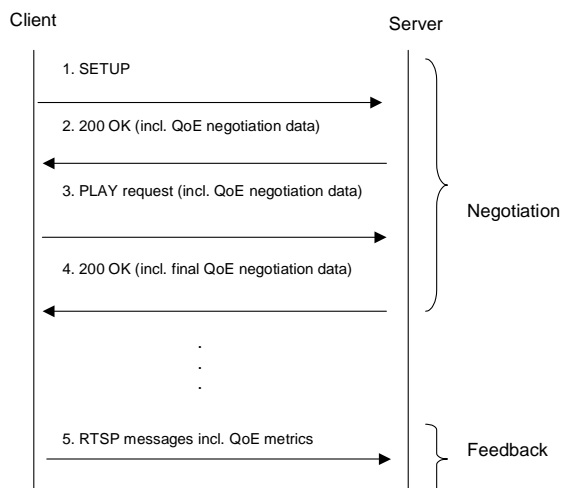 Client
Server
1. SETUP
2. 200 OK (incl. QoE negotiation data)
3. PLAY request (incl. QoE negotiation data)
Negotiation
4. 200 OK (incl. final QoE negotiation data)
.
.
.
5. RTSP messages incl. QoE metrics
Feedback